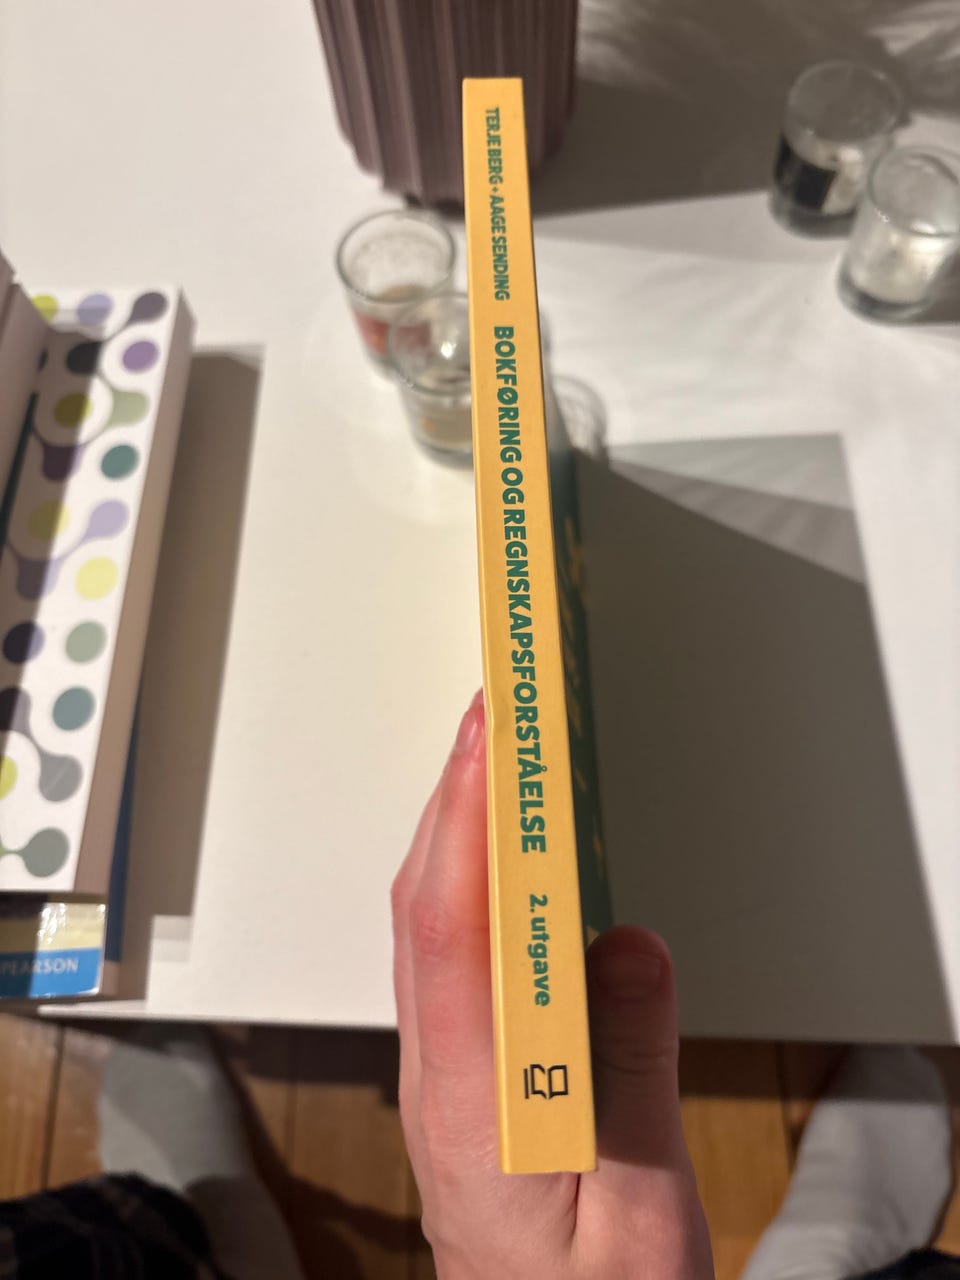 TERJE BERG • AAGE SENDING BOKFØRING OG REGNSKAPSFORSTÅELSE 2. utgave
PEARSON